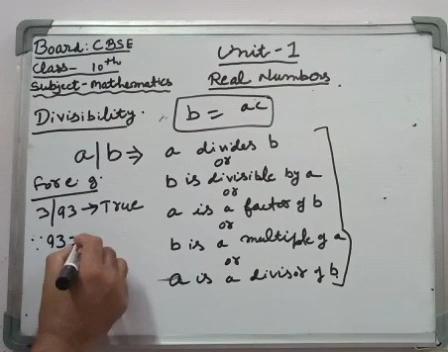 Board: CBSE
Class- 10th
Subject-Mathematics
Unit-1
Real Numbers
Divisibility.
b = ac
a|b ⇒ a divides b
or
b is divisible by a
or
a is a factor of b
or
b is a multiple of a
or
a is a divisor of b.
For e.g.
3|93 → True
∵ 93=